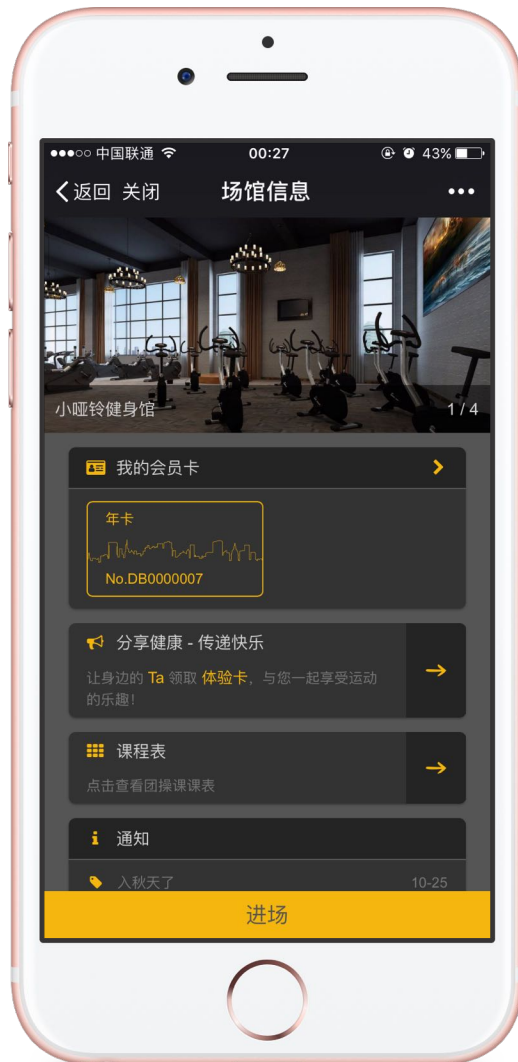 中国联通 00:27 43%
返回 关闭 场馆信息
小哑铃健身馆 1 / 4
我的会员卡
年卡
No.DB0000007
分享健康 - 传递快乐
让身边的 Ta 领取 体验卡，与您一起享受运动
的乐趣！
课程表
点击查看团操课课表
通知
入秋天了 10-25
进场